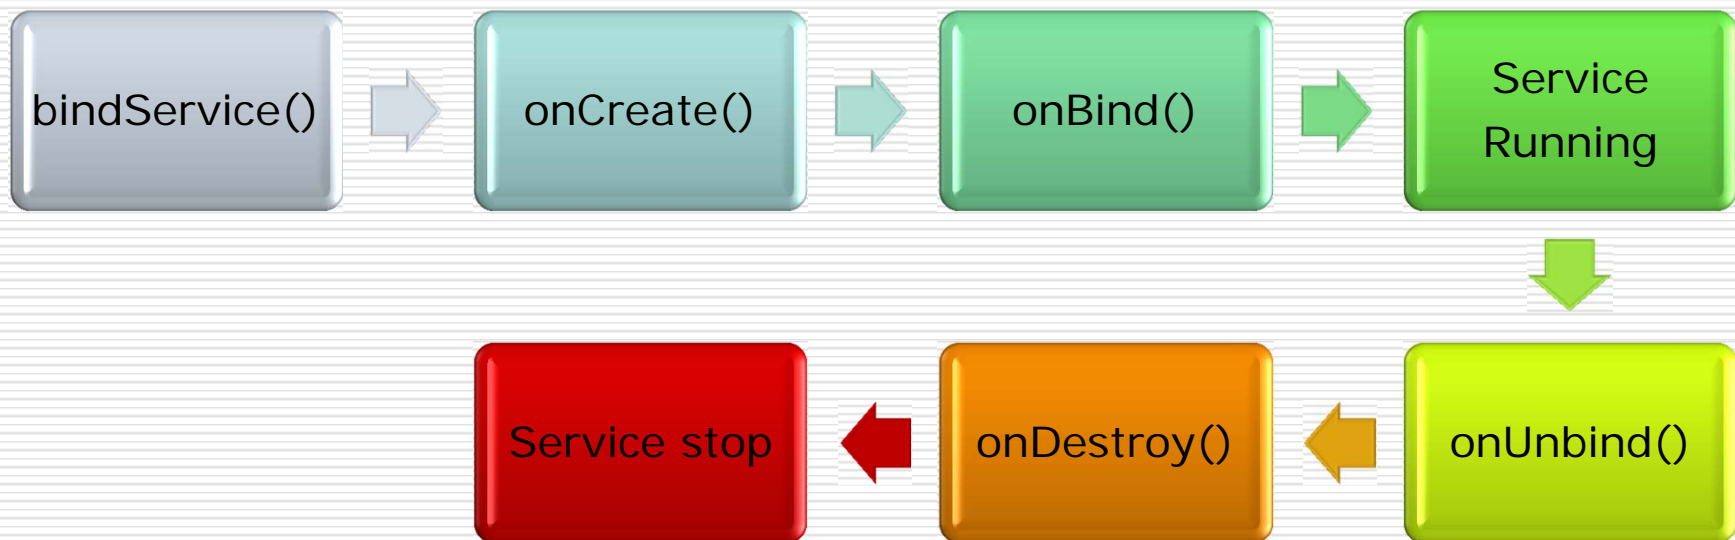 bindService()
onCreate()
onBind()
Service
Running
onUnbind()
onDestroy()
Service stop